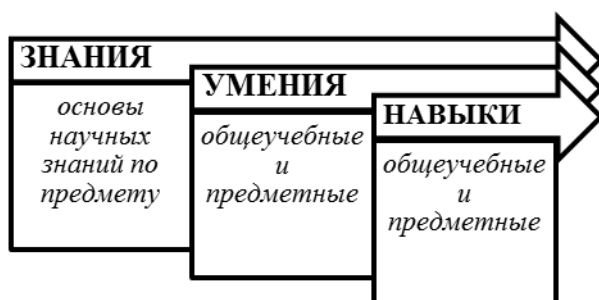 ЗНАНИЯ
основы
научных
знаний по
предмету
УМЕНИЯ
общеучебные
и
предметные
НАВЫКИ
общеучебные
и
предметные